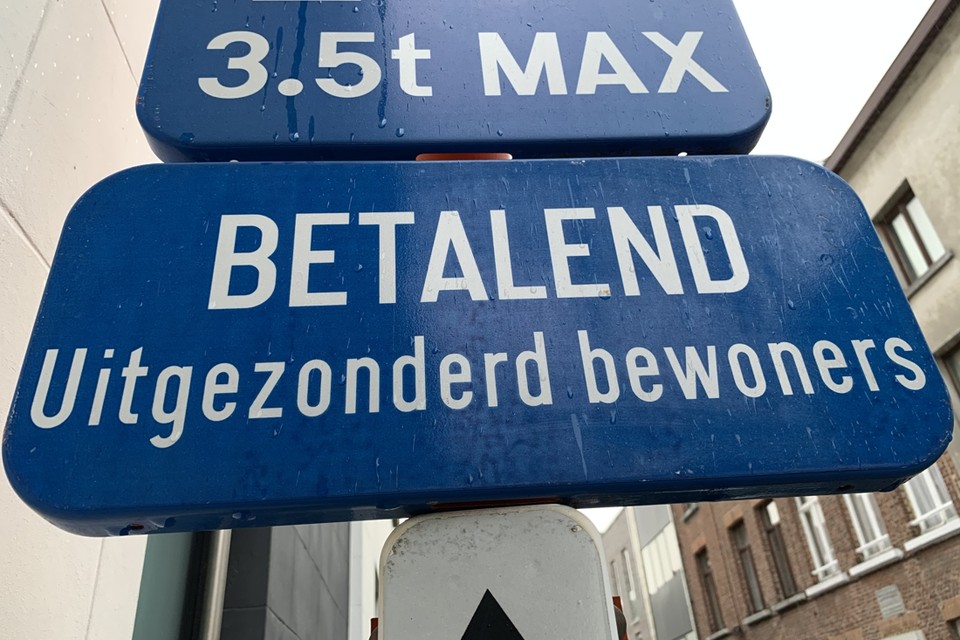 3.5t MAX
BETALEND
Uitgezonderd bewoners